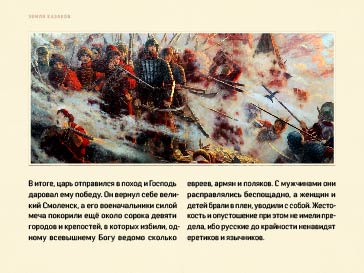 ЗЕМЛЯ КАЗАКОВ
В итоге, царь отправился в поход и Господь
даровал ему победу. Он вернул себе вели-
кий Смоленск, а его военачальники силой
меча покорили ещё около сорока девяти
городов и крепостей, в которых избили, од-
ному всевышнему Богу ведомо сколько
евреев, армян и поляков. С мужчинами они
расправлялись беспощадно, а женщин и
детей брали в плен, уводили с собой. Жесто-
кость и опустошение при этом не имели пре-
дела, ибо русские до крайности ненавидят
еретиков и язычников.